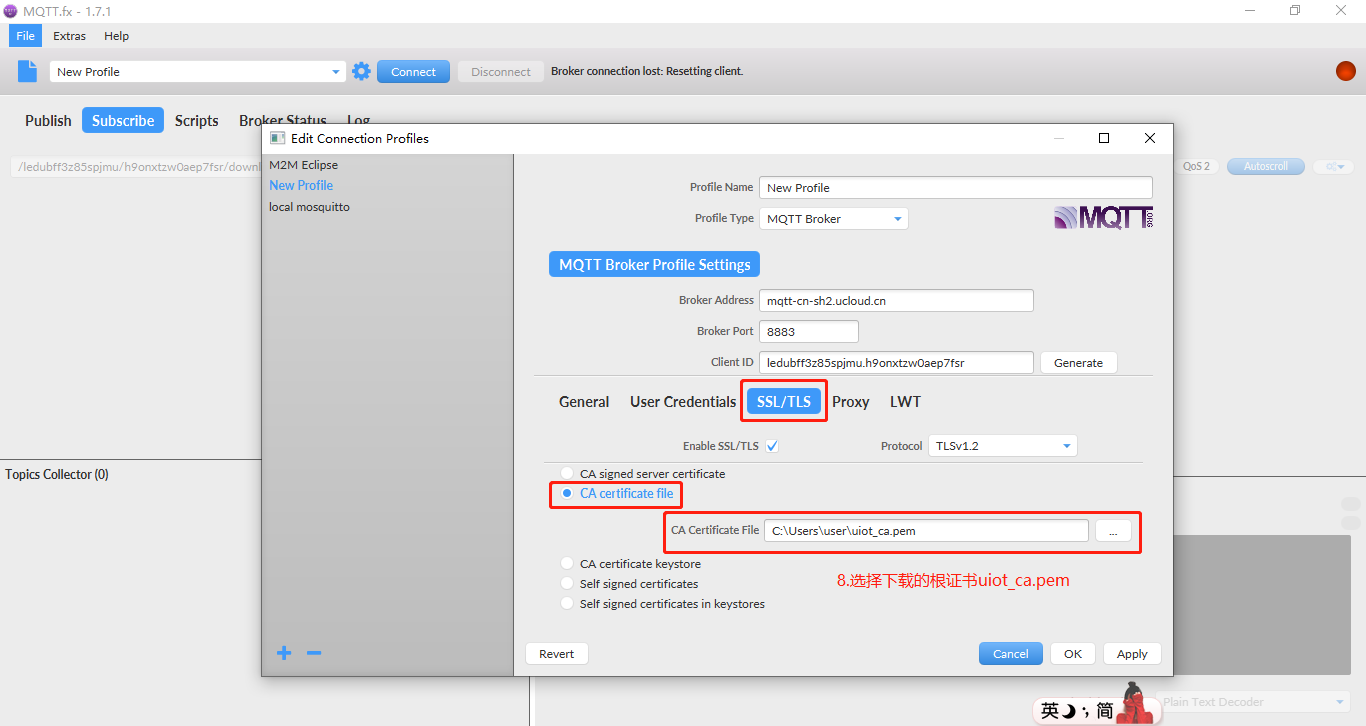 MQTT.fx - 1.7.1
File Extras Help
New Profile Connect Disconnect Broker connection lost: Resetting client.
Publish Subscribe Scripts Broker Status Log
/ledubff3z85spjmu/h9onxtzw0aep7fsr/downl
QoS 2 Autoscroll
Topics Collector (0)
Edit Connection Profiles
M2M Eclipse
New Profile
local mosquitto
Profile Name New Profile
Profile Type MQTT Broker
MQTT.ORG
MQTT Broker Profile Settings
Broker Address mqtt-cn-sh2.ucloud.cn
Broker Port 8883
Client ID ledubff3z85spjmu.h9onxtzw0aep7fsr Generate
General User Credentials SSL/TLS Proxy LWT
Enable SSL/TLS Protocol TLSv1.2
CA signed server certificate
CA certificate file
CA Certificate File C:\Users\user\uiot_ca.pem ...
CA certificate keystore
8.选择下载的根证书uiot_ca.pem
Self signed certificates
Self signed certificates in keystores
Revert Cancel OK Apply
Plain Text Decoder
英 ·, 简